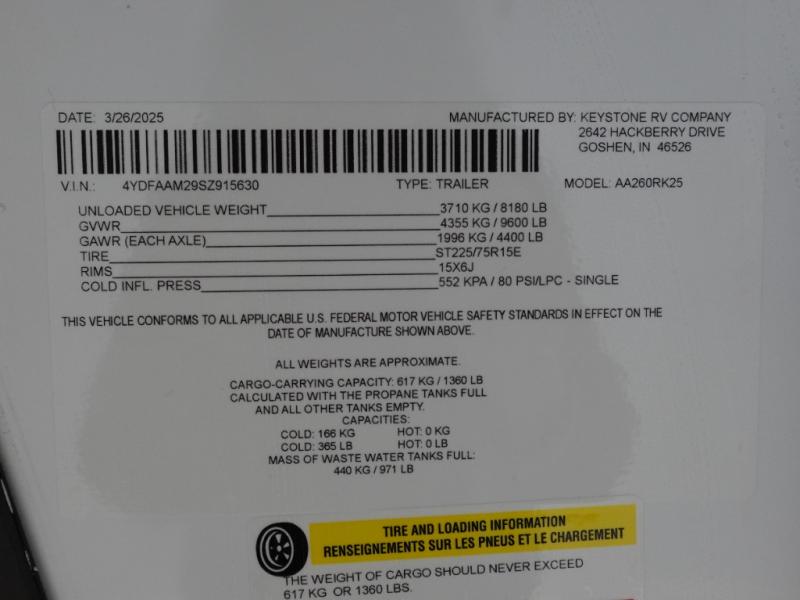 DATE: 3/26/2025 MANUFACTURED BY: KEYSTONE RV COMPANY
2642 HACKBERRY DRIVE
GOSHEN, IN 46526
V.I.N.: 4YDFAAM29SZ915630 TYPE: TRAILER MODEL: AA260RK25
UNLOADED VEHICLE WEIGHT 3710 KG / 8180 LB
GVWR 4355 KG / 9600 LB
GAWR (EACH AXLE) 1996 KG / 4400 LB
TIRE ST225/75R15E
RIMS 15X6J
COLD INFL. PRESS 552 KPA / 80 PSI/LPC - SINGLE
THIS VEHICLE CONFORMS TO ALL APPLICABLE U.S. FEDERAL MOTOR VEHICLE SAFETY STANDARDS IN EFFECT ON THE
DATE OF MANUFACTURE SHOWN ABOVE.
ALL WEIGHTS ARE APPROXIMATE.
CARGO-CARRYING CAPACITY: 617 KG / 1360 LB
CALCULATED WITH THE PROPANE TANKS FULL
AND ALL OTHER TANKS EMPTY.
CAPACITIES:
COLD: 166 KG HOT: 0 KG
COLD: 365 LB HOT: 0 LB
MASS OF WASTE WATER TANKS FULL:
440 KG / 971 LB
TIRE AND LOADING INFORMATION
RENSEIGNEMENTS SUR LES PNEUS ET LE CHARGEMENT
THE WEIGHT OF CARGO SHOULD NEVER EXCEED
617 KG OR 1360 LBS.